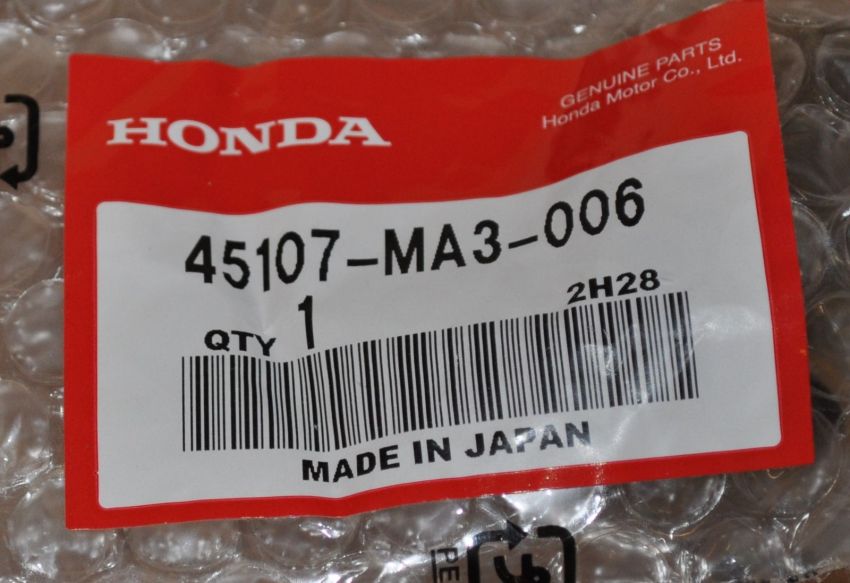 HONDA
GENUINE PARTS
Honda Motor Co., Ltd.
45107-MA3-006
QTY 1
2H28
MADE IN JAPAN